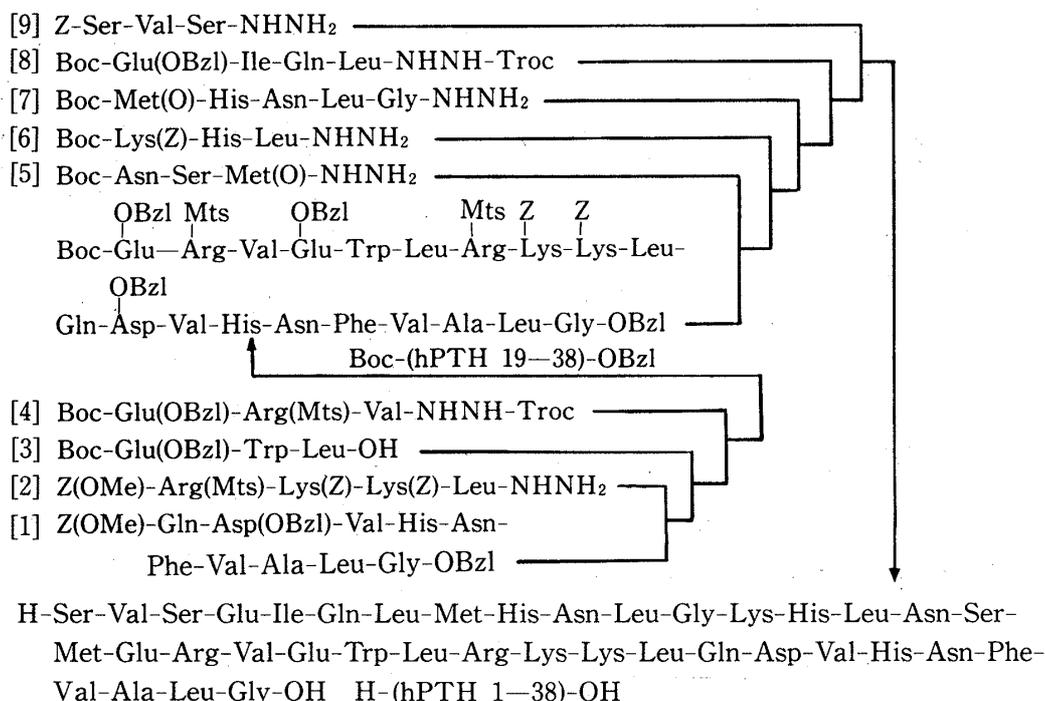 [9] Z-Ser-Val-Ser-NHNH₂
[8] Boc-Glu(OBzl)-Ile-Gln-Leu-NHNH-Troc
[7] Boc-Met(O)-His-Asn-Leu-Gly-NHNH₂
[6] Boc-Lys(Z)-His-Leu-NHNH₂
[5] Boc-Asn-Ser-Met(O)-NHNH₂
OBzl Mts OBzl Mts Z Z
Boc-Glu—Arg-Val-Glu-Trp-Leu-Arg-Lys-Lys-Leu-
OBzl
Gln-Asp-Val-His-Asn-Phe-Val-Ala-Leu-Gly-OBzl
Boc-(hPTH 19—38)-OBzl
[4] Boc-Glu(OBzl)-Arg(Mts)-Val-NHNH-Troc
[3] Boc-Glu(OBzl)-Trp-Leu-OH
[2] Z(OMe)-Arg(Mts)-Lys(Z)-Lys(Z)-Leu-NHNH₂
[1] Z(OMe)-Gln-Asp(OBzl)-Val-His-Asn-
Phe-Val-Ala-Leu-Gly-OBzl
H-Ser-Val-Ser-Glu-Ile-Gln-Leu-Met-His-Asn-Leu-Gly-Lys-His-Leu-Asn-Ser-
Met-Glu-Arg-Val-Glu-Trp-Leu-Arg-Lys-Lys-Leu-Gln-Asp-Val-His-Asn-Phe-
Val-Ala-Leu-Gly-OH H-(hPTH 1—38)-OH